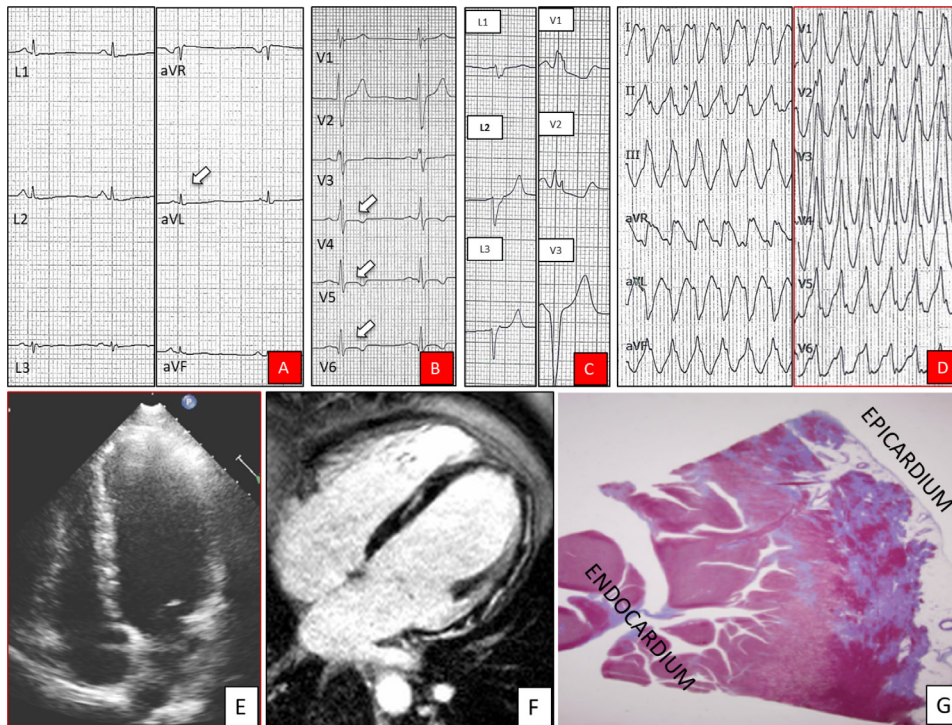 L1
aVR
L2
aVL
L3
aVF
A
V1
V2
V3
V4
V5
V6
B
L1
V1
L2
V2
L3
V3
C
I
II
III
aVR
aVL
aVF
V1
V2
V3
V4
V5
V6
D
P
E
F
EPICARDIUM
ENDOCARDIUM
G